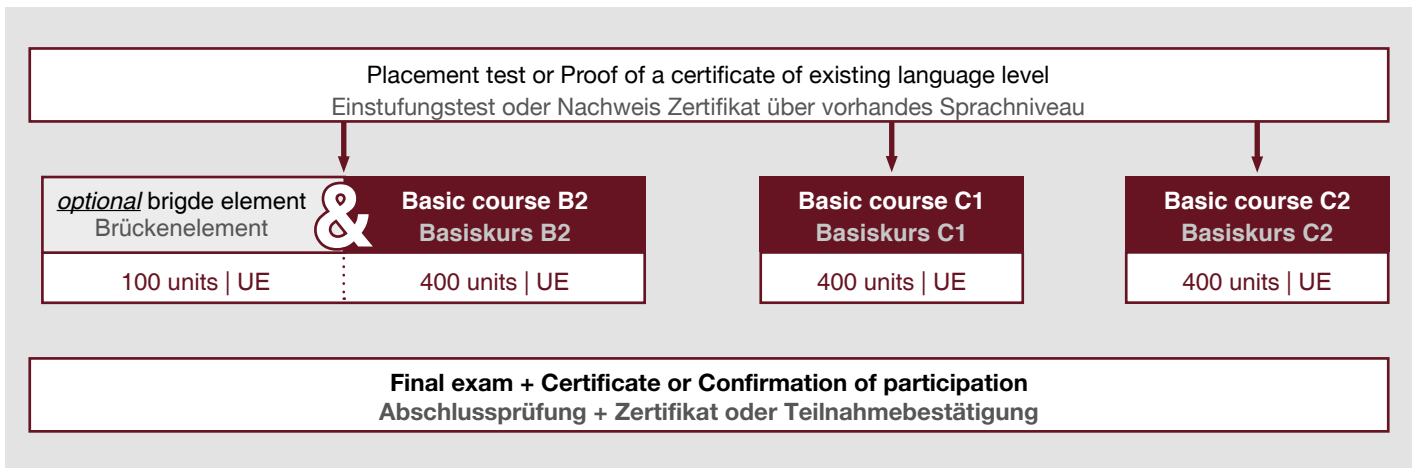 Placement test or Proof of a certificate of existing language level
Einstufungstest oder Nachweis Zertifikat über vorhandes Sprachniveau
optional brigde element
Brückenelement
&
Basic course B2
Basiskurs B2
Basic course C1
Basiskurs C1
Basic course C2
Basiskurs C2
100 units | UE
400 units | UE
400 units | UE
400 units | UE
Final exam + Certificate or Confirmation of participation
Abschlussprüfung + Zertifikat oder Teilnahmebestätigung